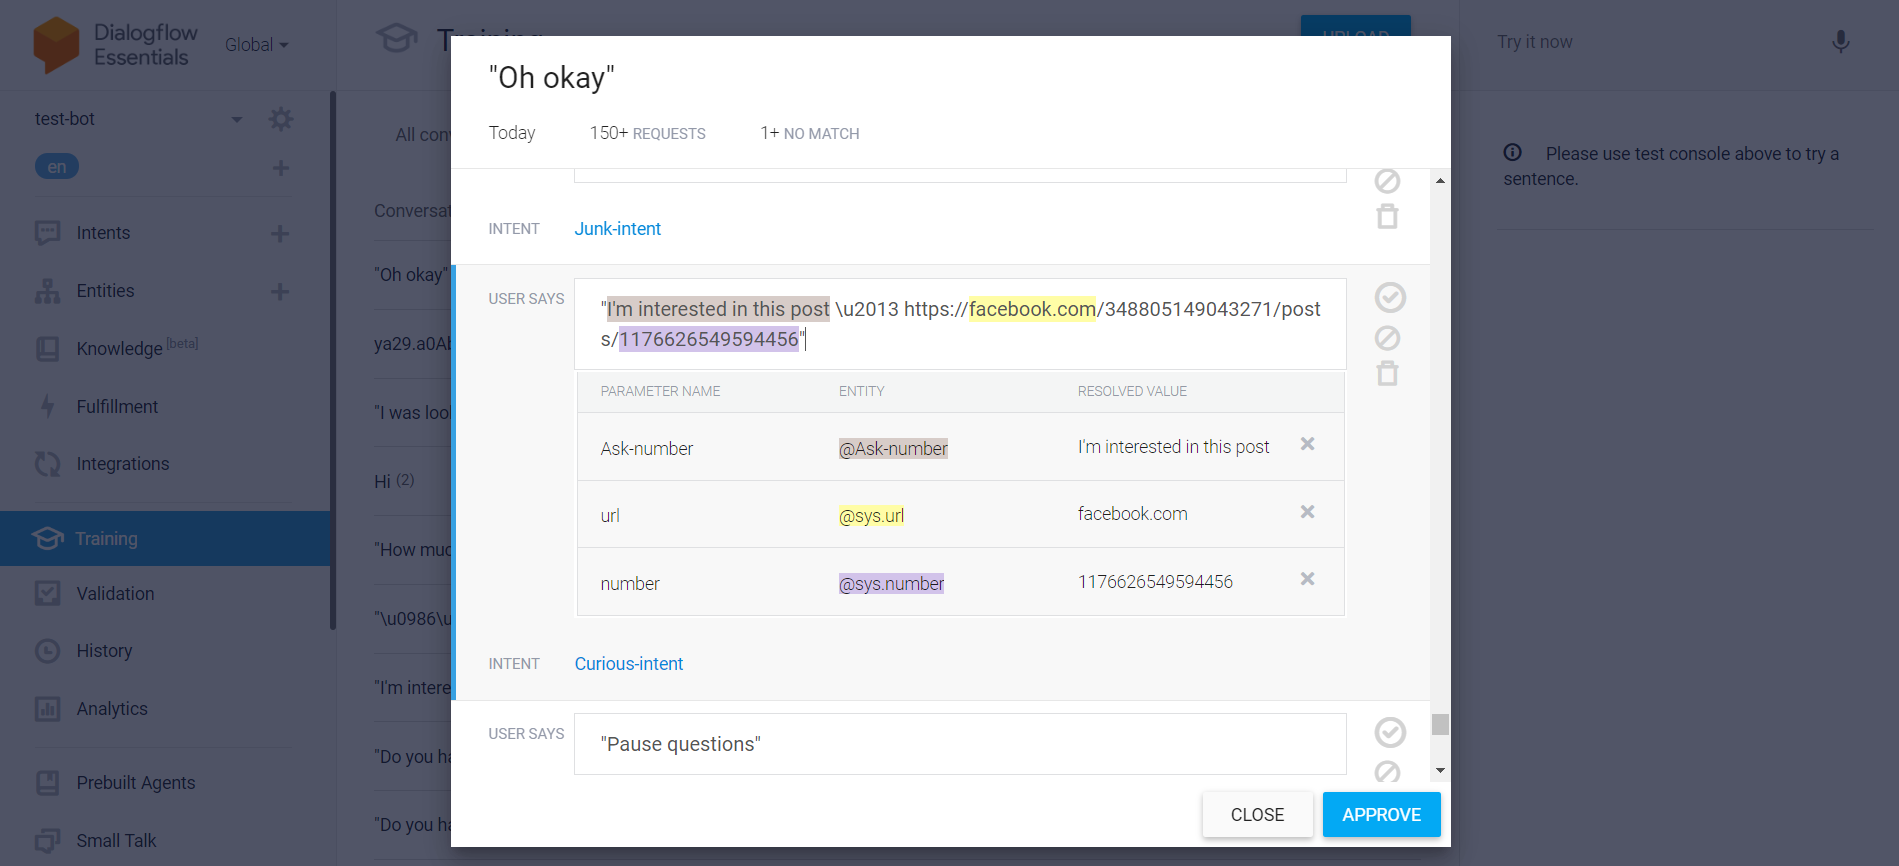 Dialogflow
Essentials
Global
test-bot
en
Intents
Entities
Knowledge [beta]
Fulfillment
Integrations
Training
Validation
History
Analytics
Prebuilt Agents
Small Talk
Training
UPLOAD
All con
Conversat
"Oh okay"
ya29.a0Ab
"I was loo
Hi (2)
"How muc
"\u0986\u
"I'm intere
"Do you ha
"Do you ha
"Oh okay"
Today 150+ REQUESTS 1+ NO MATCH
INTENT Junk-intent
USER SAYS "I'm interested in this post \u2013 https://facebook.com/348805149043271/post
s/1176626549594456"
PARAMETER NAME ENTITY RESOLVED VALUE
Ask-number @Ask-number I'm interested in this post
url @sys.url facebook.com
number @sys.number 1176626549594456
INTENT Curious-intent
USER SAYS "Pause questions"
CLOSE APPROVE
Try it now
Please use test console above to try a
sentence.